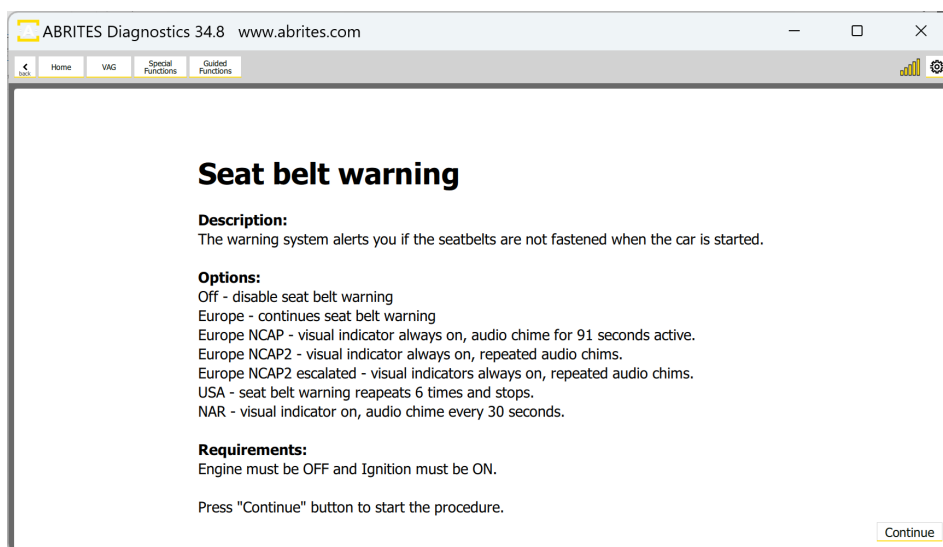 ABRITES Diagnostics 34.8 www.abrites.com
back Home VAG Special Functions Guided Functions
Seat belt warning
Description:
The warning system alerts you if the seatbelts are not fastened when the car is started.
Options:
Off - disable seat belt warning
Europe - continues seat belt warning
Europe NCAP - visual indicator always on, audio chime for 91 seconds active.
Europe NCAP2 - visual indicator always on, repeated audio chims.
Europe NCAP2 escalated - visual indicators always on, repeated audio chims.
USA - seat belt warning reapeats 6 times and stops.
NAR - visual indicator on, audio chime every 30 seconds.
Requirements:
Engine must be OFF and Ignition must be ON.
Press "Continue" button to start the procedure.
Continue